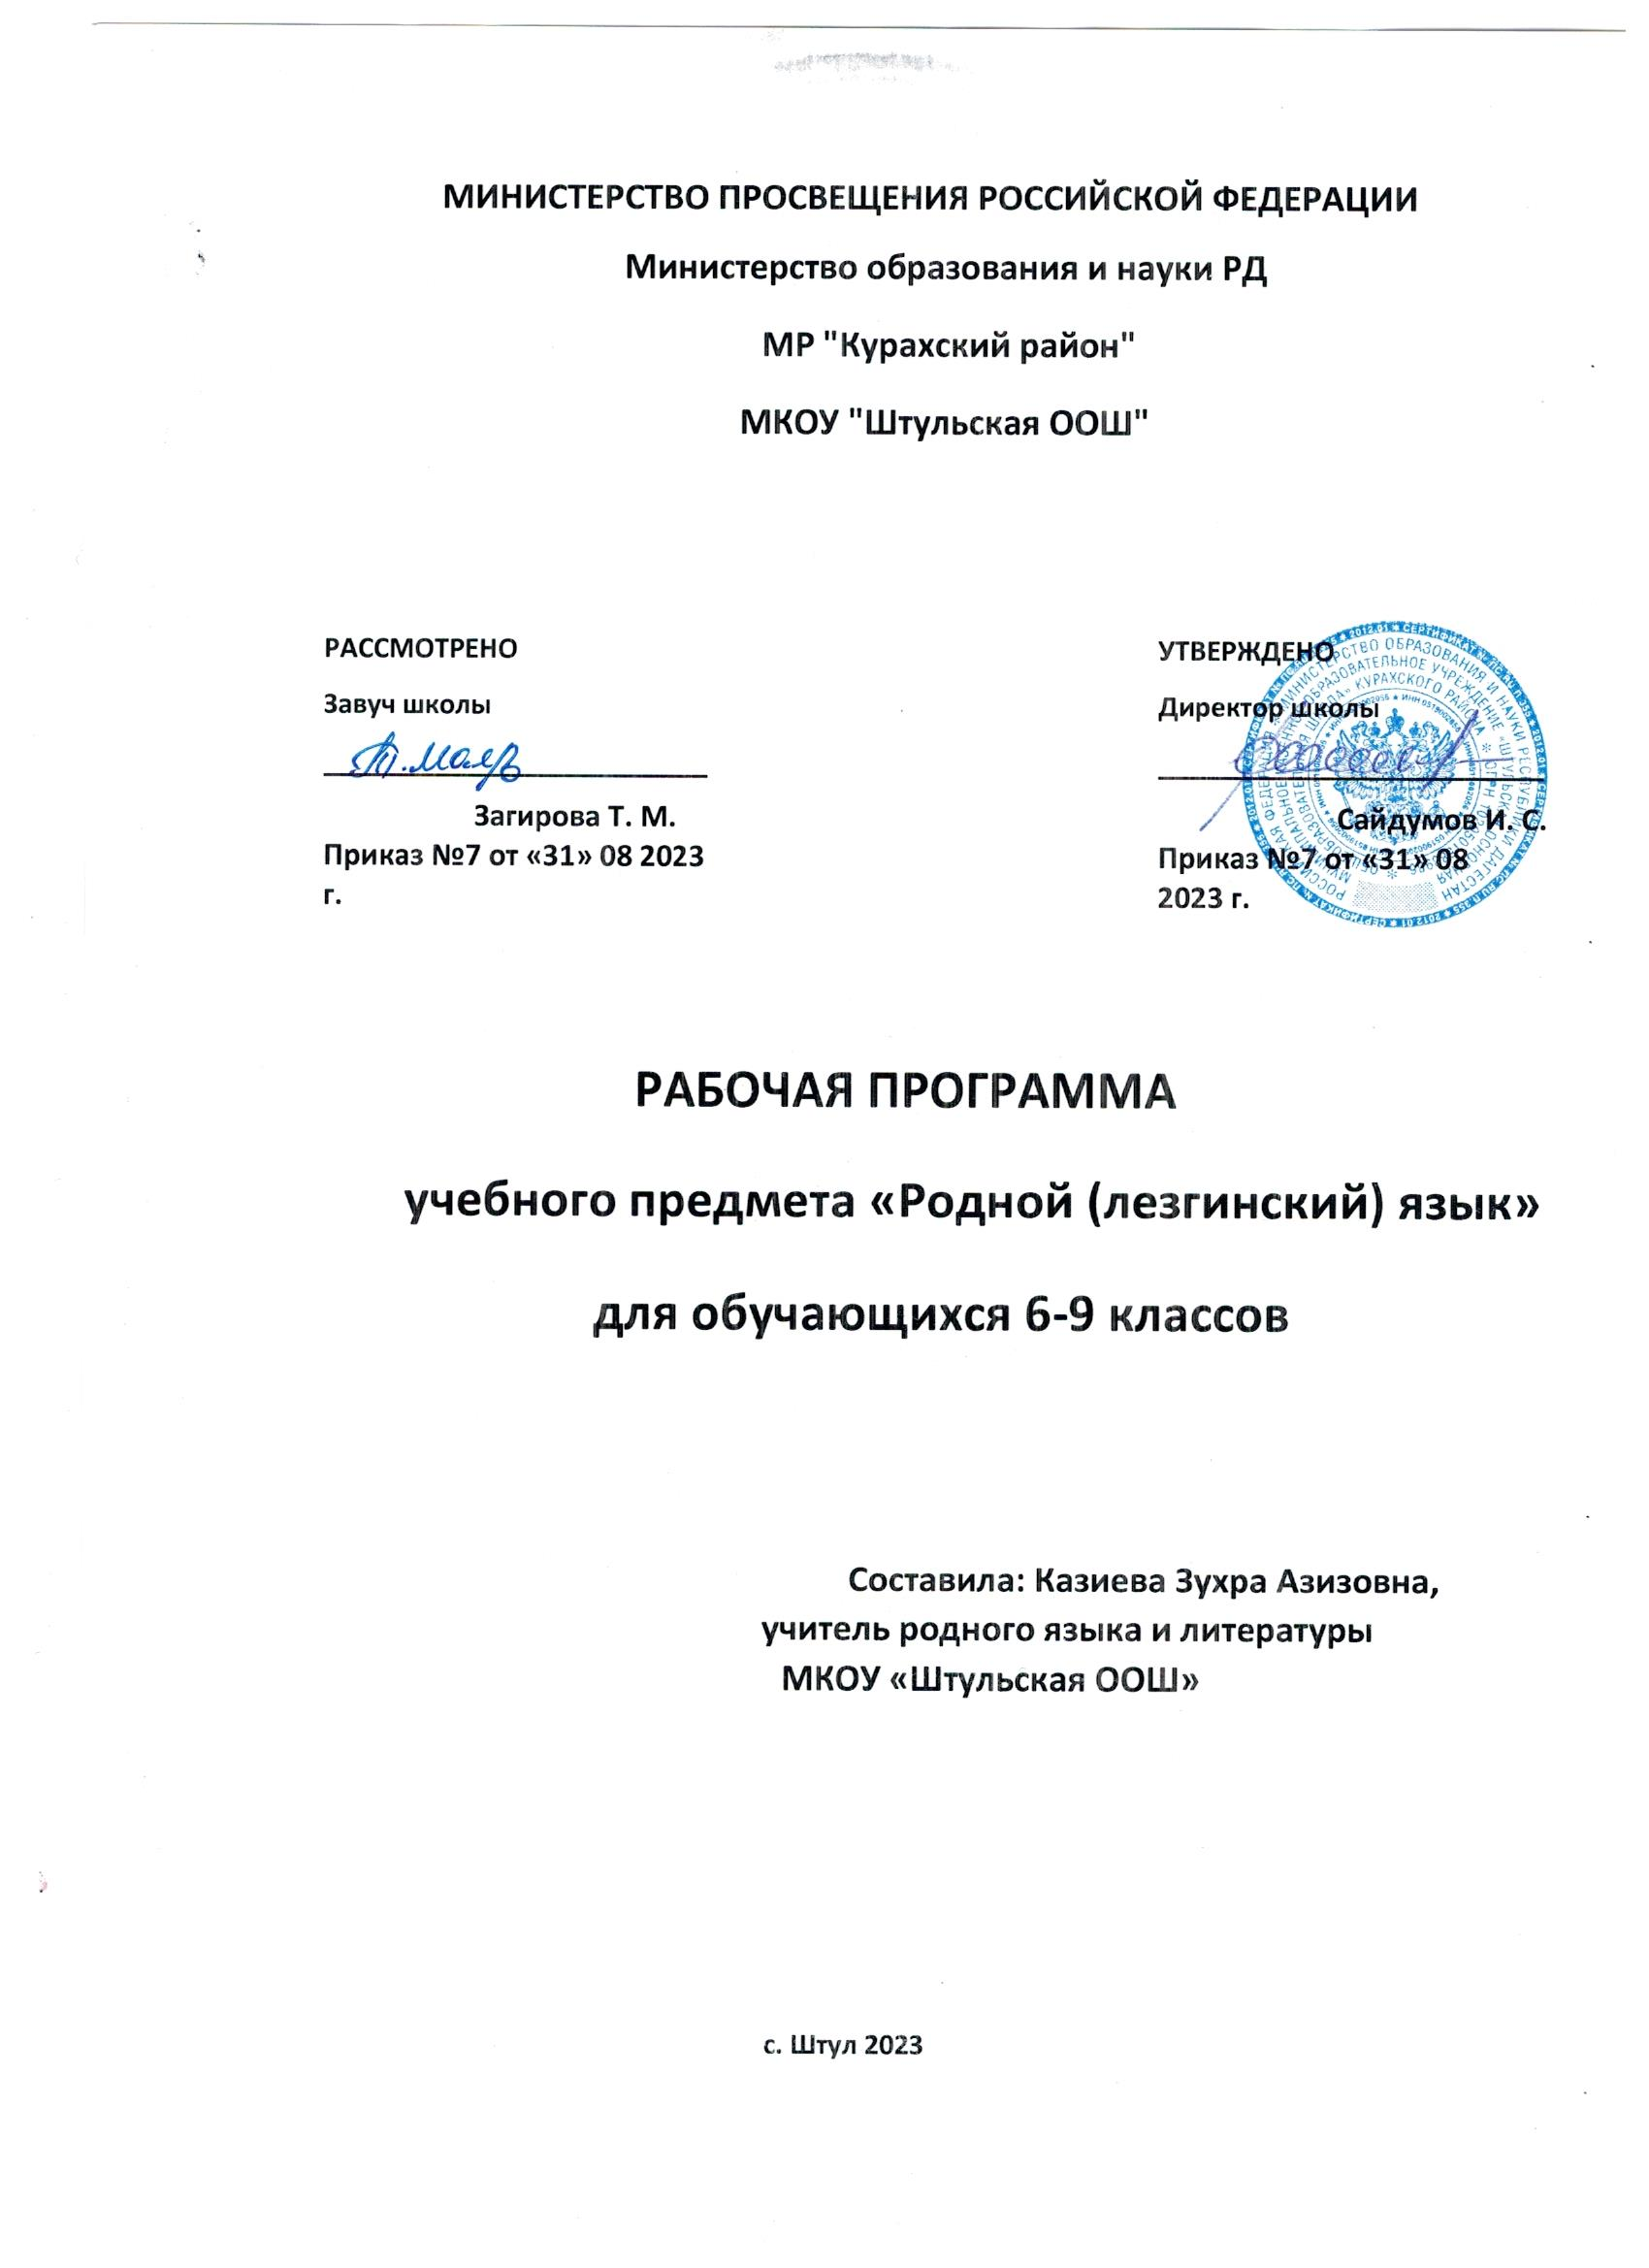 МИНИСТЕРСТВО ПРОСВЕЩЕНИЯ РОССИЙСКОЙ ФЕДЕРАЦИИ
Министерство образования и науки РД
МР "Курахский район"
МКОУ "Штульская ООШ"
РАССМОТРЕНО
Завуч школы
Загирова Т. М.
Приказ №7 от «31» 08 2023
г.
УТВЕРЖДЕНО
Директор школы
Сайдумов И. С.
Приказ №7 от «31» 08
2023 г.
РАБОЧАЯ ПРОГРАММА
учебного предмета «Родной (лезгинский) язык»
для обучающихся 6-9 классов
Составила: Казиева Зухра Азизовна,
учитель родного языка и литературы
МКОУ «Штульская ООШ»
с. Штул 2023